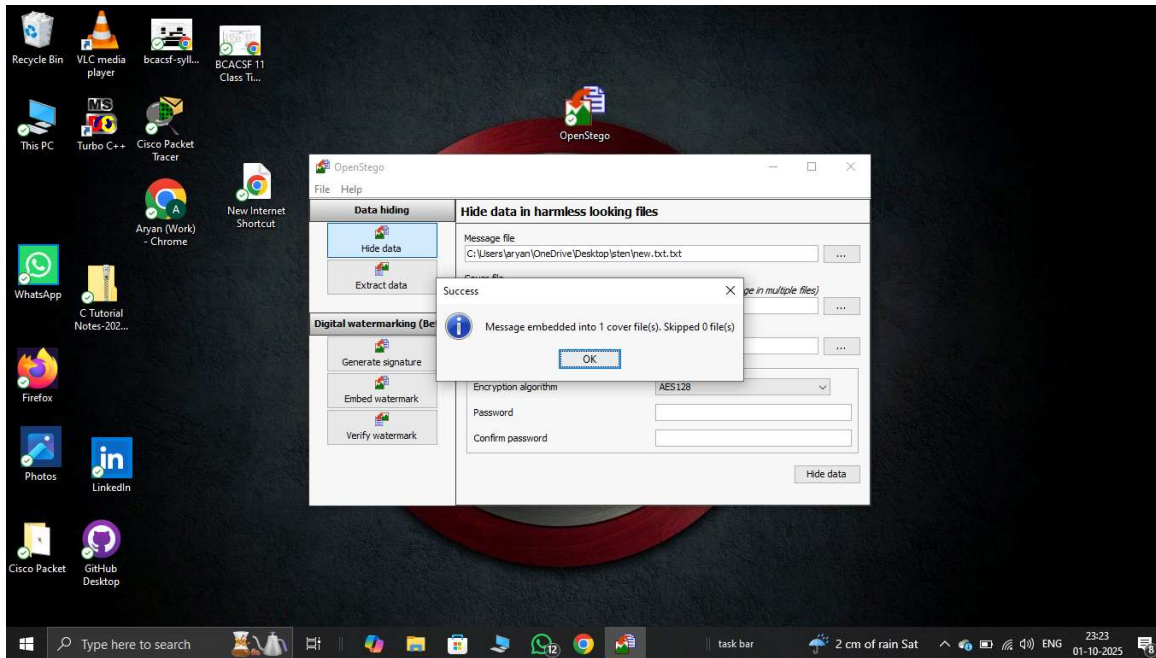 Recycle Bin
VLC media
player
bcacsf-syll...
BCACSF 11
Class Ti...
This PC
MS
Turbo C++
Cisco Packet
Tracer
New Internet
Shortcut
A
Aryan (Work)
- Chrome
WhatsApp
C Tutorial
Notes-202...
Firefox
Photos
in
LinkedIn
Cisco Packet
GitHub
Desktop
OpenStego
OpenStego
File Help
Data hiding
Hide data
Extract data
Digital watermarking (Be
Generate signature
Embed watermark
Verify watermark
Hide data in harmless looking files
Message file
C:\Users\aryan\OneDrive\Desktop\sten\new.txt.txt
...
ge in multiple files)
...
...
Success
Message embedded into 1 cover file(s). Skipped 0 file(s)
OK
Encryption algorithm
AES128
Password
Confirm password
Hide data
Type here to search
12
task bar
2 cm of rain Sat
ENG
23:23
01-10-2025
8